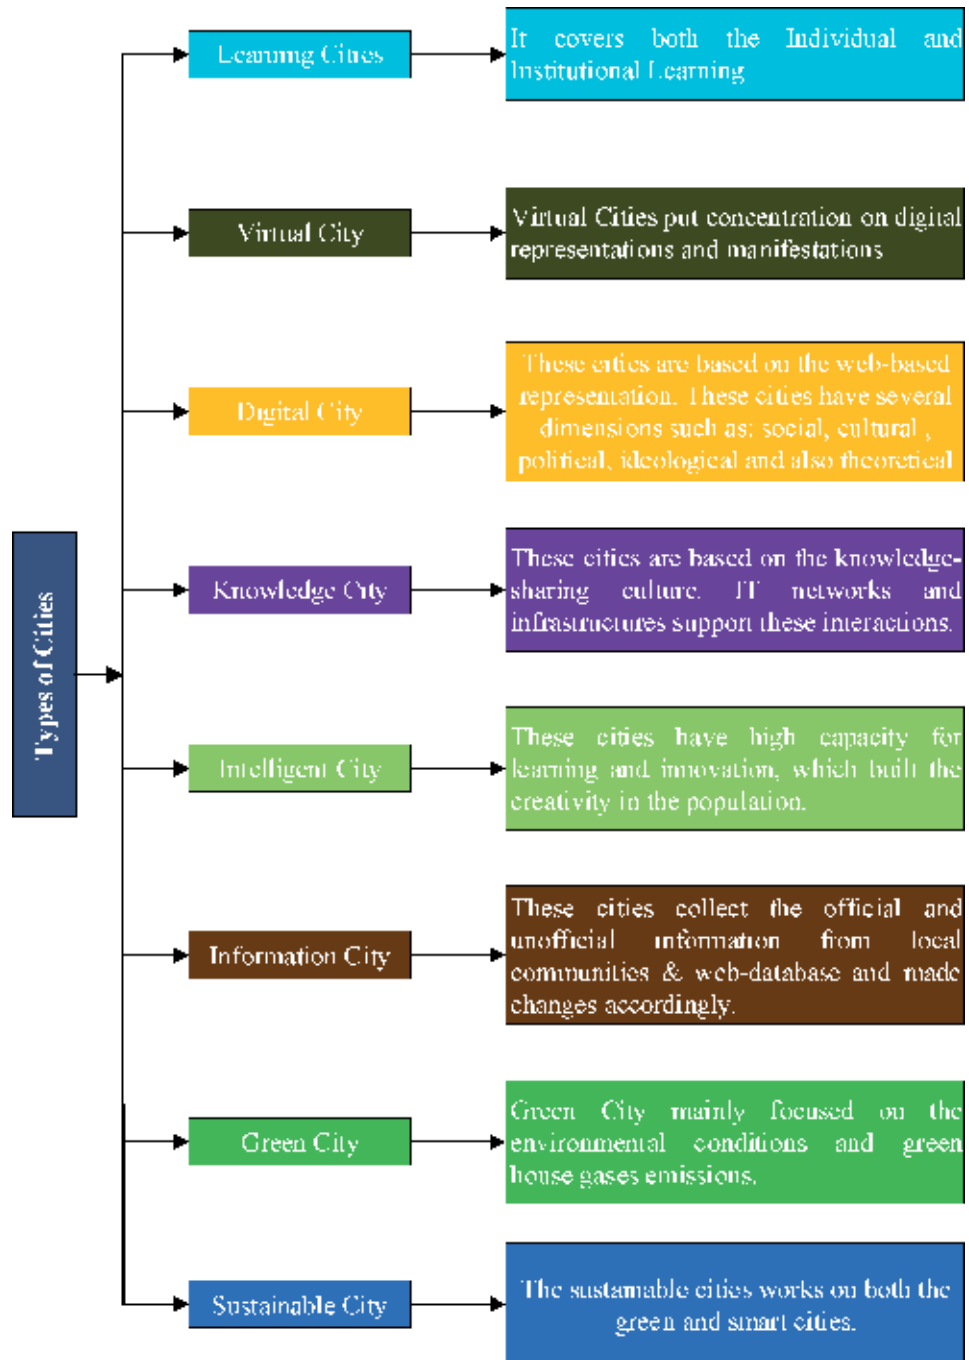 Types of Cities
Learning Cities
It covers both the Individual and
Institutional Learning
Virtual City
Virtual Cities put concentration on digital
representations and manifestations
Digital City
These cities are based on the web-based
representation. These cities have several
dimensions such as: social, cultural ,
political, ideological and also theoretical
Knowledge City
These cities are based on the knowledge-
sharing culture. IT networks and
infrastructures support these interactions.
Intelligent City
These cities have high capacity for
learning and innovation, which built the
creativity in the population.
Information City
These cities collect the official and
unofficial information from local
communities & web-database and made
changes accordingly.
Green City
Green City mainly focused on the
environmental conditions and green
house gases emissions.
Sustainable City
The sustainable cities works on both the
green and smart cities.